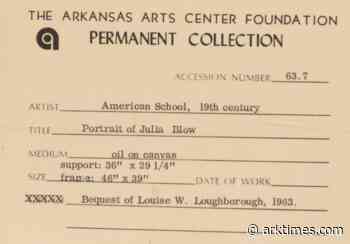 THE ARKANSAS ARTS CENTER FOUNDATION
PERMANENT COLLECTION
ACCESSION NUMBER 63.7
ARTIST American School, 19th century
TITLE Portrait of Julia Blow
MEDIUM oil on canvas
support: 36" x 29 1/4"
SIZE frame: 46" x 39" DATE OF WORK
XXXXX Bequest of Louise W. Loughborough, 1963.
© arktimes.com